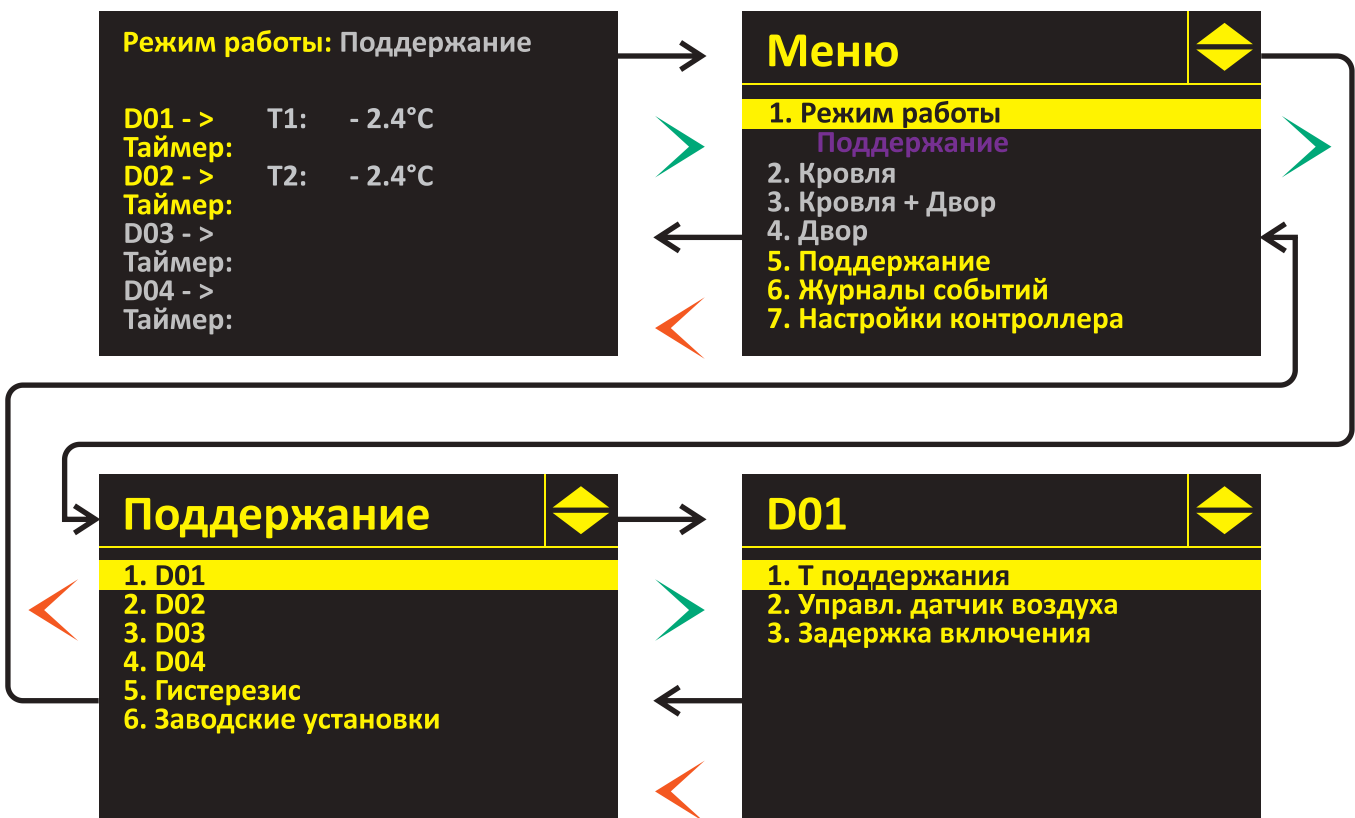 Режим работы: Поддержание
D01 - > T1: - 2.4°C
Таймер:
D02 - > T2: - 2.4°C
Таймер:
D03 - >
Таймер:
D04 - >
Таймер:
Меню
1. Режим работы
Поддержание
2. Кровля
3. Кровля + Двор
4. Двор
5. Поддержание
6. Журналы событий
7. Настройки контроллера
Поддержание
1. D01
2. D02
3. D03
4. D04
5. Гистерезис
6. Заводские установки
D01
1. Т поддержания
2. Управл. датчик воздуха
3. Задержка включения